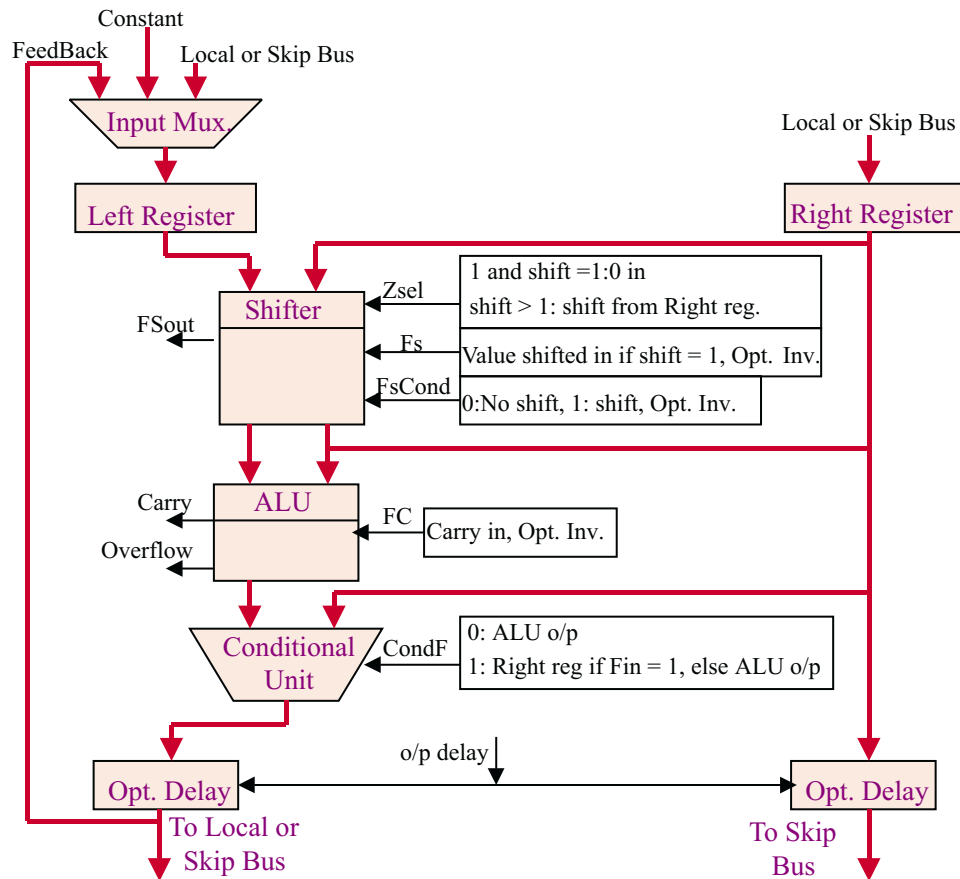 Constant
FeedBack
Local or Skip Bus
Input Mux.
Local or Skip Bus
Left Register
Right Register
Shifter
Zsel
1 and shift =1:0 in
shift > 1: shift from Right reg.
FSout
Fs
Value shifted in if shift = 1, Opt. Inv.
FsCond
0:No shift, 1: shift, Opt. Inv.
Carry
ALU
FC
Carry in, Opt. Inv.
Overflow
Conditional
Unit
CondF
0: ALU o/p
1: Right reg if Fin = 1, else ALU o/p
o/p delay
Opt. Delay
Opt. Delay
To Local or
Skip Bus
To Skip
Bus